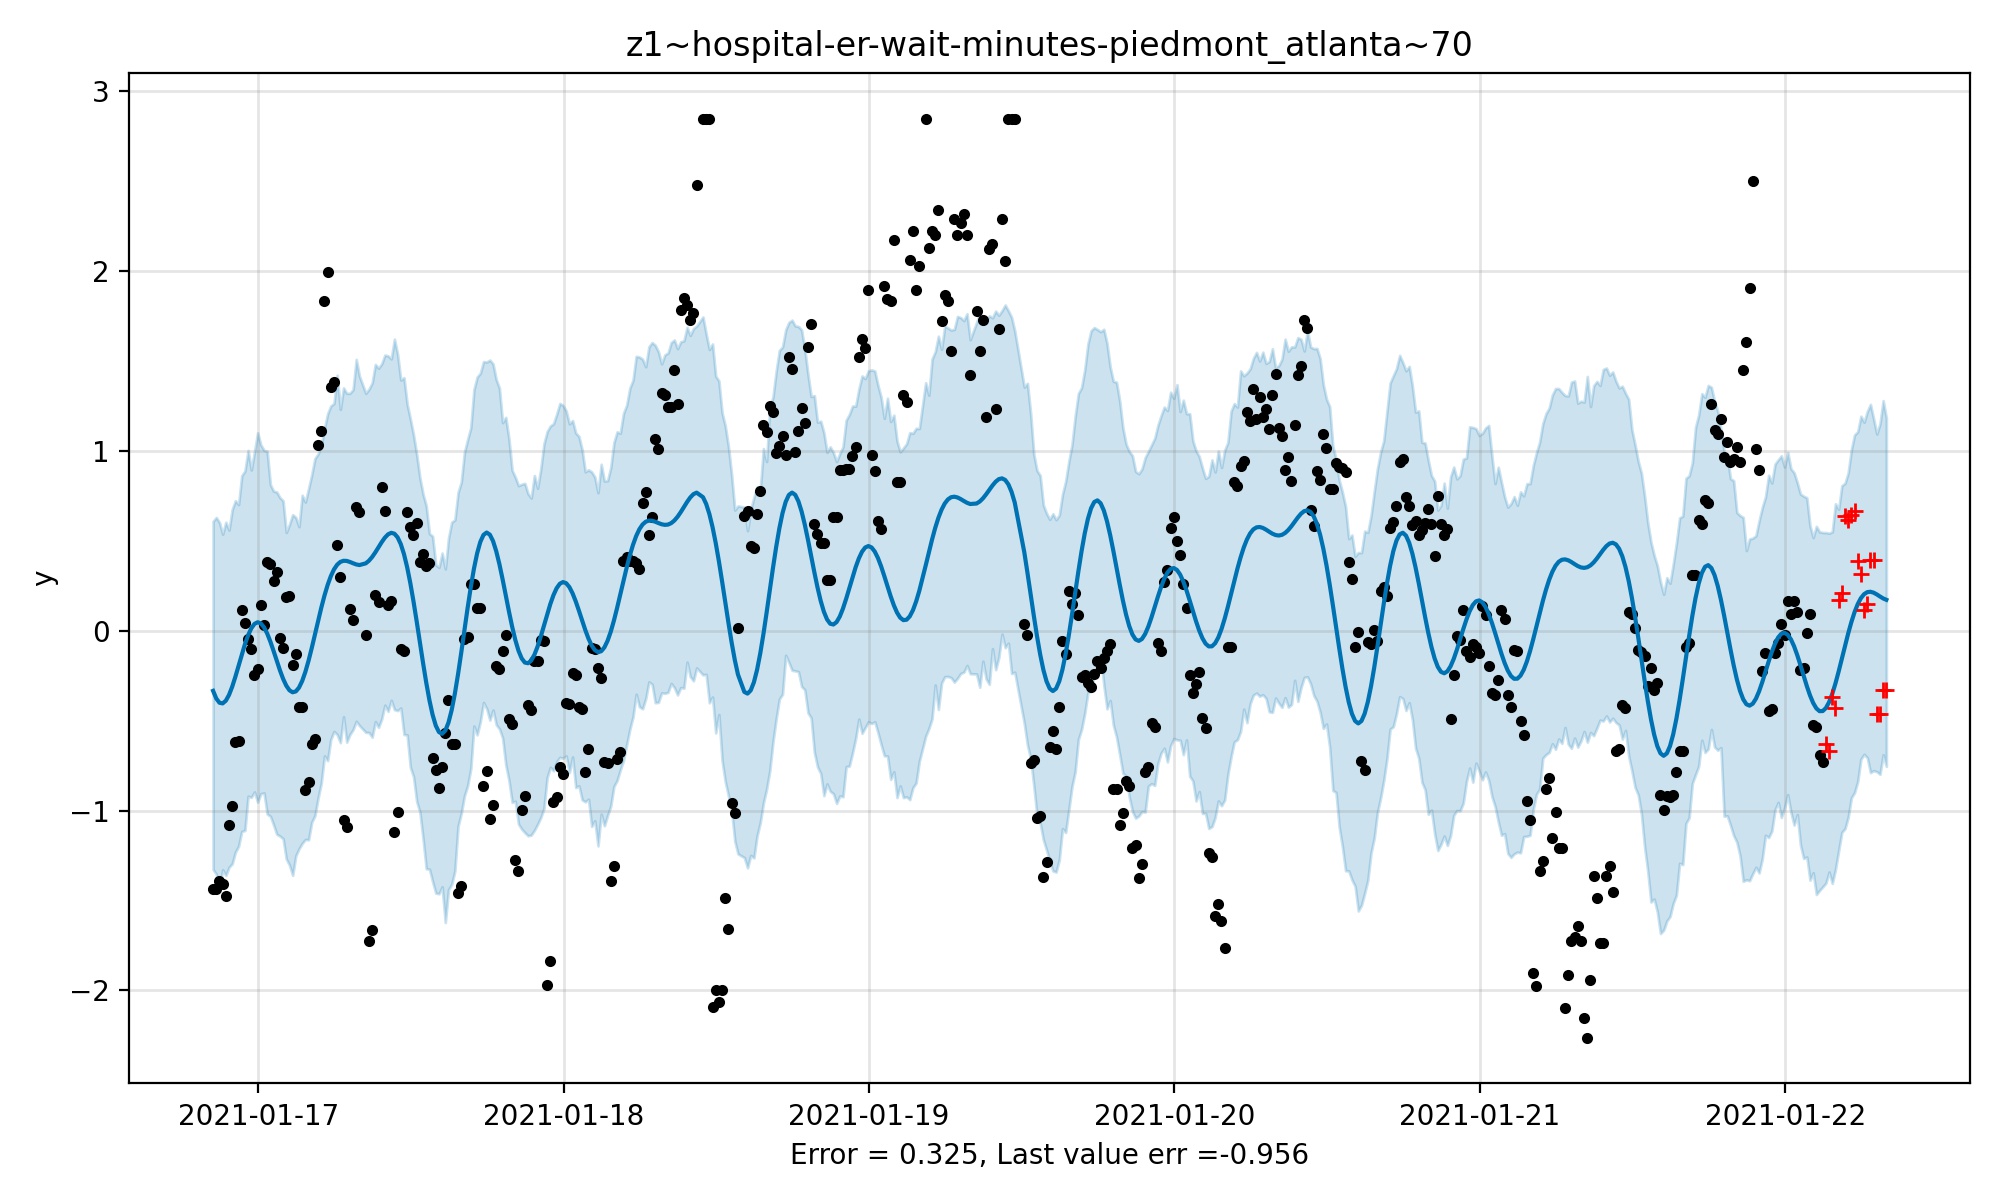 z1~hospital-er-wait-minutes-piedmont_atlanta~70
3
2
1
0
−1
−2
y
2021-01-17 2021-01-18 2021-01-19 2021-01-20 2021-01-21 2021-01-22
Error = 0.325, Last value err =-0.956